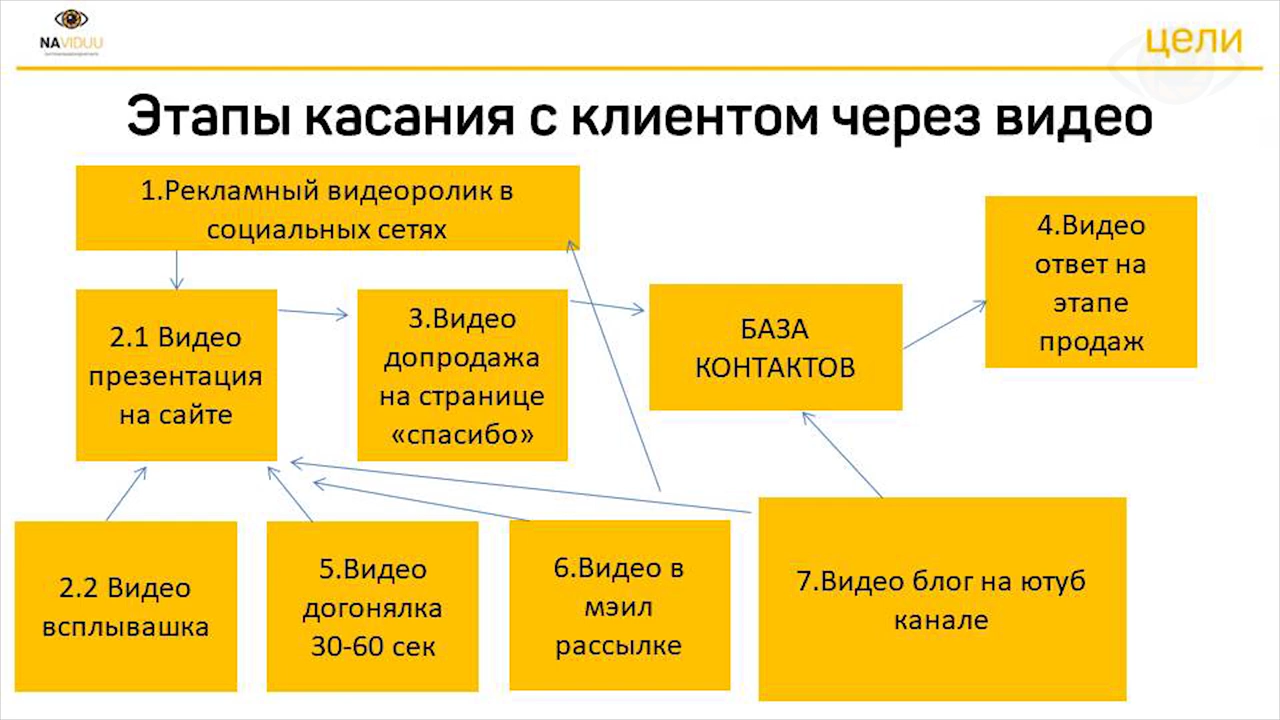 NAVIDUU
цели
Этапы касания с клиентом через видео
1.Рекламный видеоролик в
социальных сетях
4.Видео
ответ на
этапе
продаж
2.1 Видео
презентация
на сайте
3.Видео
допродажа
на странице
«спасибо»
БАЗА
КОНТАКТОВ
2.2 Видео
всплывашка
5.Видео
догонялка
30-60 сек
6.Видео в
мэил
рассылке
7.Видео блог на ютуб
канале